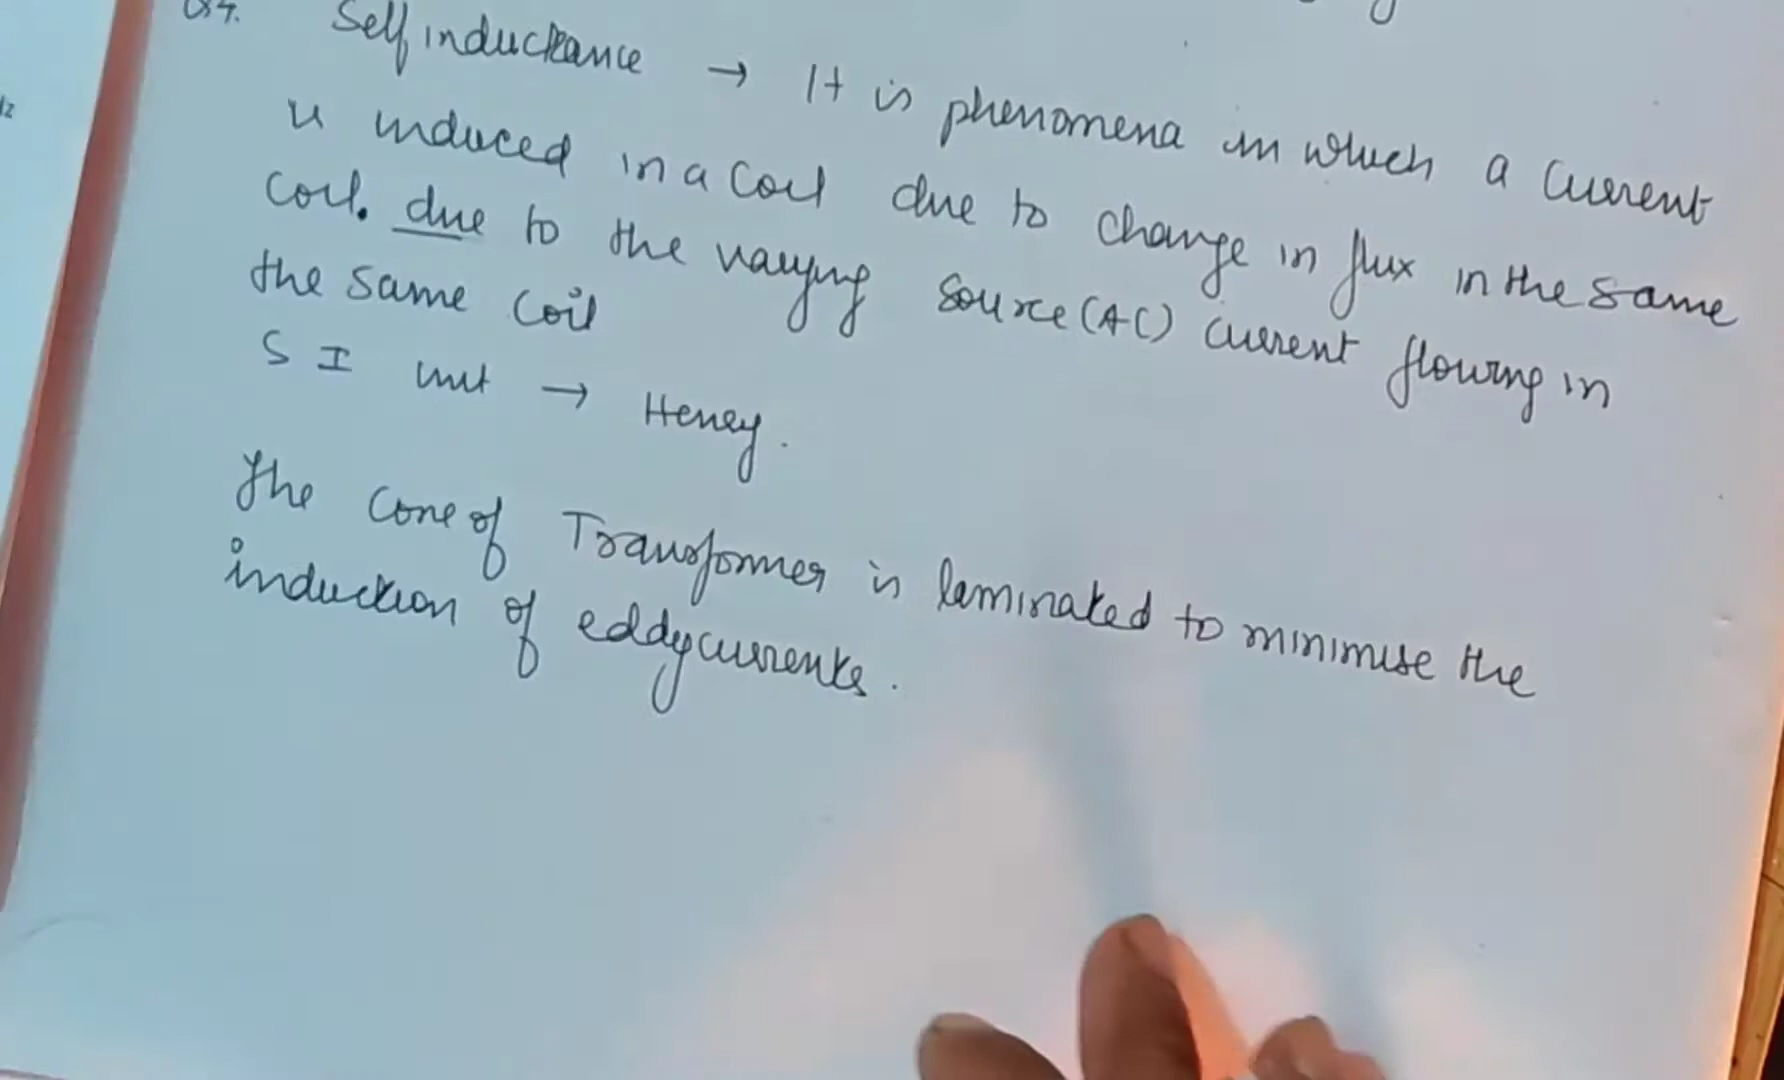 Self inductance → It is phenomena in which a current
is induced in a coil due to change in flux in the same
coil. due to the varying source (AC) current flowing in
the same coil
S I unit → Henry.
The core of Transformer is laminated to minimise the
induction of eddy currents.